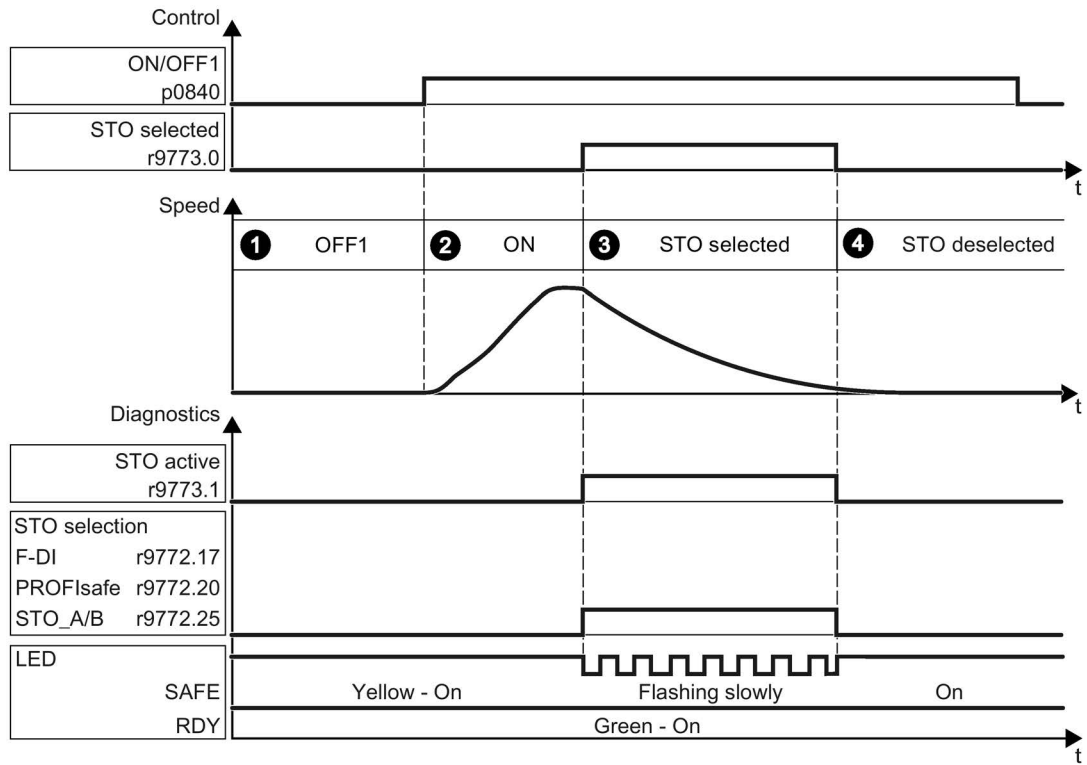 Control
ON/OFF1
p0840
STO selected
r9773.0
t
Speed
1 OFF1 2 ON 3 STO selected 4 STO deselected
t
Diagnostics
STO active
r9773.1
STO selection
F-DI r9772.17
PROFIsafe r9772.20
STO_A/B r9772.25
LED
SAFE Yellow - On Flashing slowly On
RDY Green - On
t